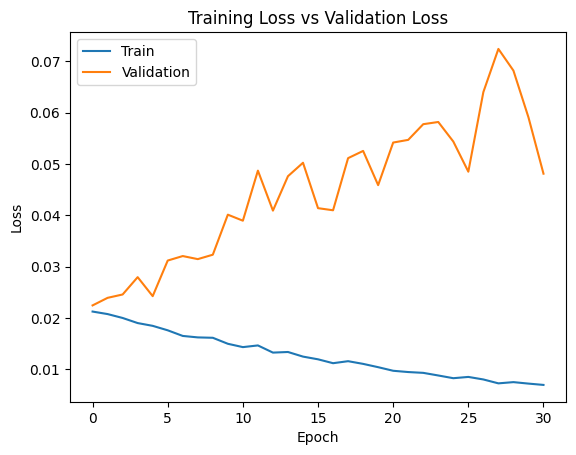 Training Loss vs Validation Loss
Train
Validation
0.07
0.06
0.05
0.04
0.03
0.02
0.01
Loss
0 5 10 15 20 25 30
Epoch